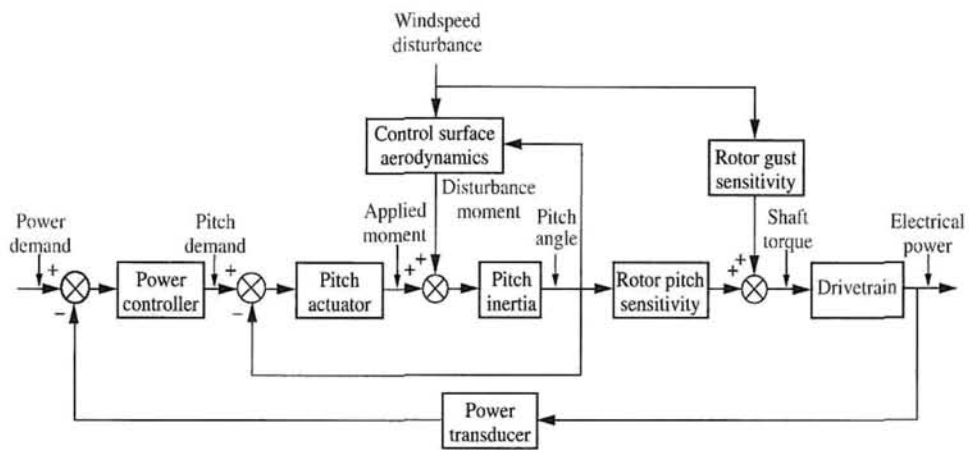 Windspeed
disturbance
Control surface
aerodynamics
Rotor gust
sensitivity
Disturbance
moment
Applied
moment
Pitch
angle
Shaft
torque
Electrical
power
Power
demand
Pitch
demand
+
−
Power
controller
+
−
Pitch
actuator
+ +
Pitch
inertia
Rotor pitch
sensitivity
+ +
Drivetrain
Power
transducer